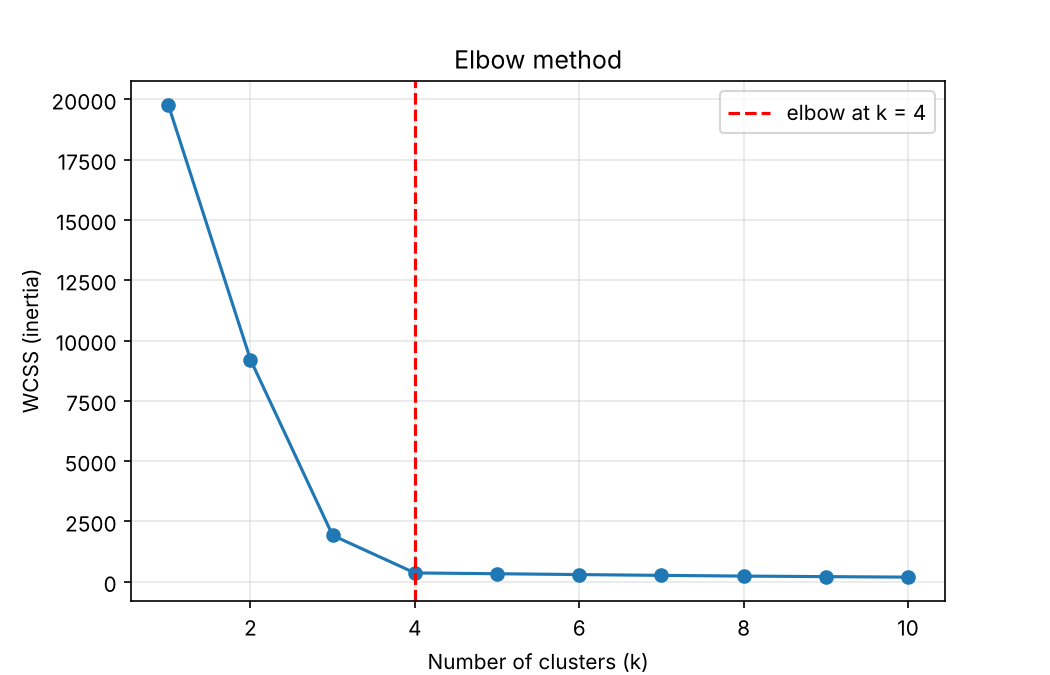 Elbow method
elbow at k = 4
20000
17500
15000
12500
10000
7500
5000
2500
0
WCSS (inertia)
2 4 6 8 10
Number of clusters (k)